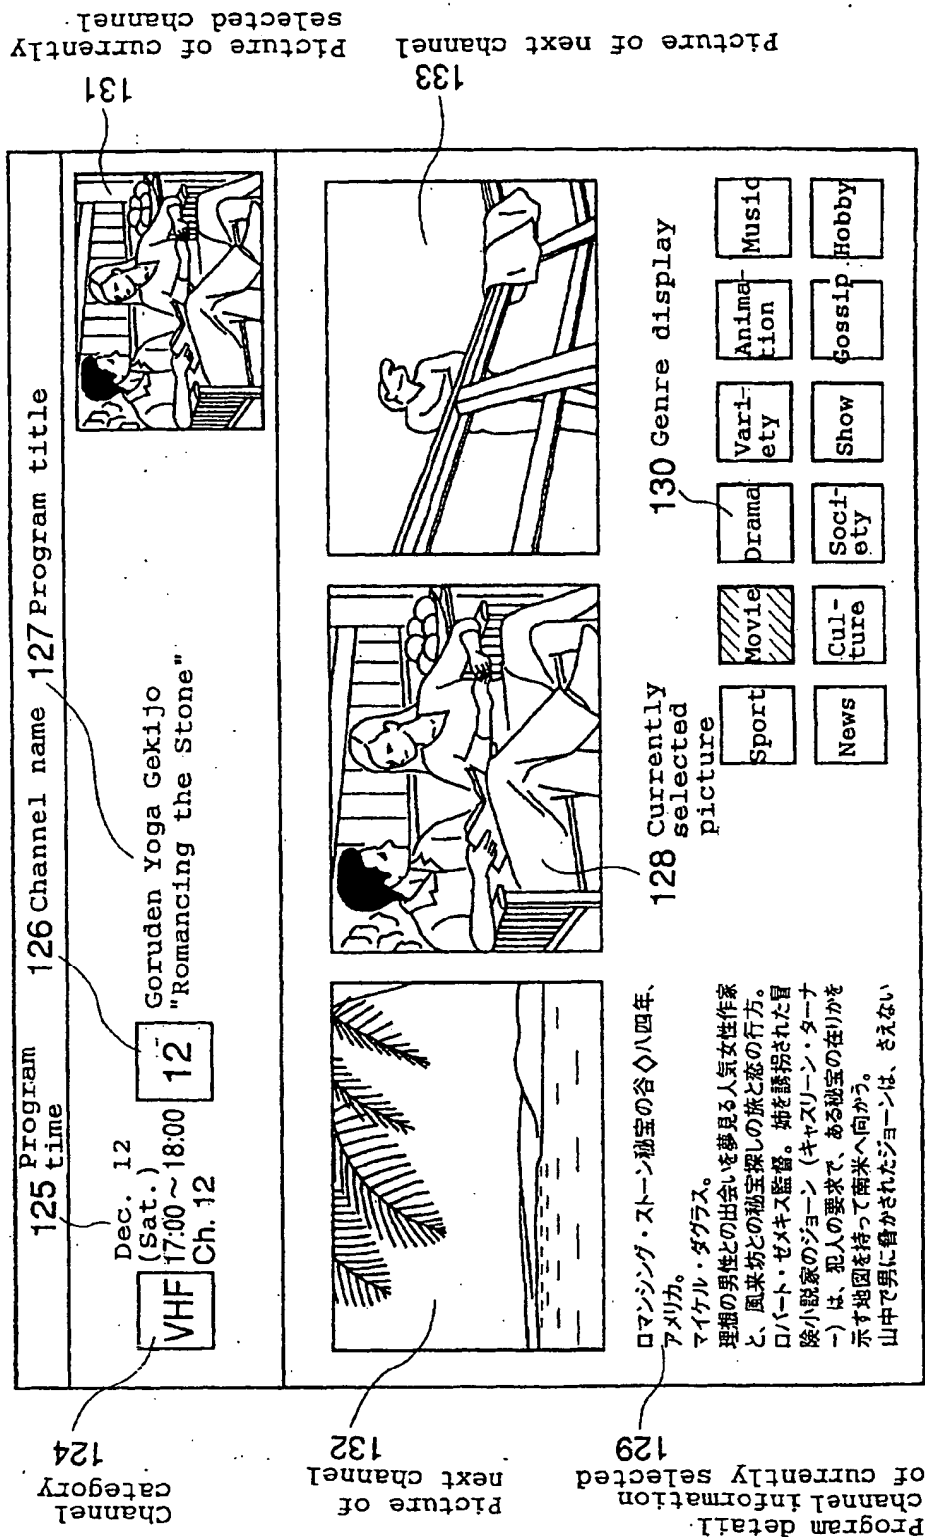 125 Program
time
126 Channel name
127 Program title
131
Picture of currently
selected channel
124
Channel
category
VHF
Dec. 12
(Sat.)
17:00～18:00
Ch. 12
12
Goruden Yoga Gekijo
"Romancing the Stone"
132
Picture of
next channel
128 Currently
selected
picture
133
Picture of next channel
129
Program detail
channel information
of currently selected
ロマンシング・ストーン秘宝の谷◇八四年、
アメリカ。
マイケル・ダグラス。
理想の男性との出会いを夢見る人気女性作家
と、風来坊との秘宝探しの旅と恋の行方。
ロバート・ゼメキス監督。姉を誘拐された冒
険小説家のジョーン（キャスリーン・ターナ
ー）は、犯人の要求で、ある秘宝の在りかを
示す地図を持って南米へ向かう。
山中で男に脅かされたジョーンは、さえない
130 Genre display
Sport
Movie
Drama
Vari-
ety
Anima-
tion
Music
News
Cul-
ture
Soci-
ety
Show
Gossip
Hobby